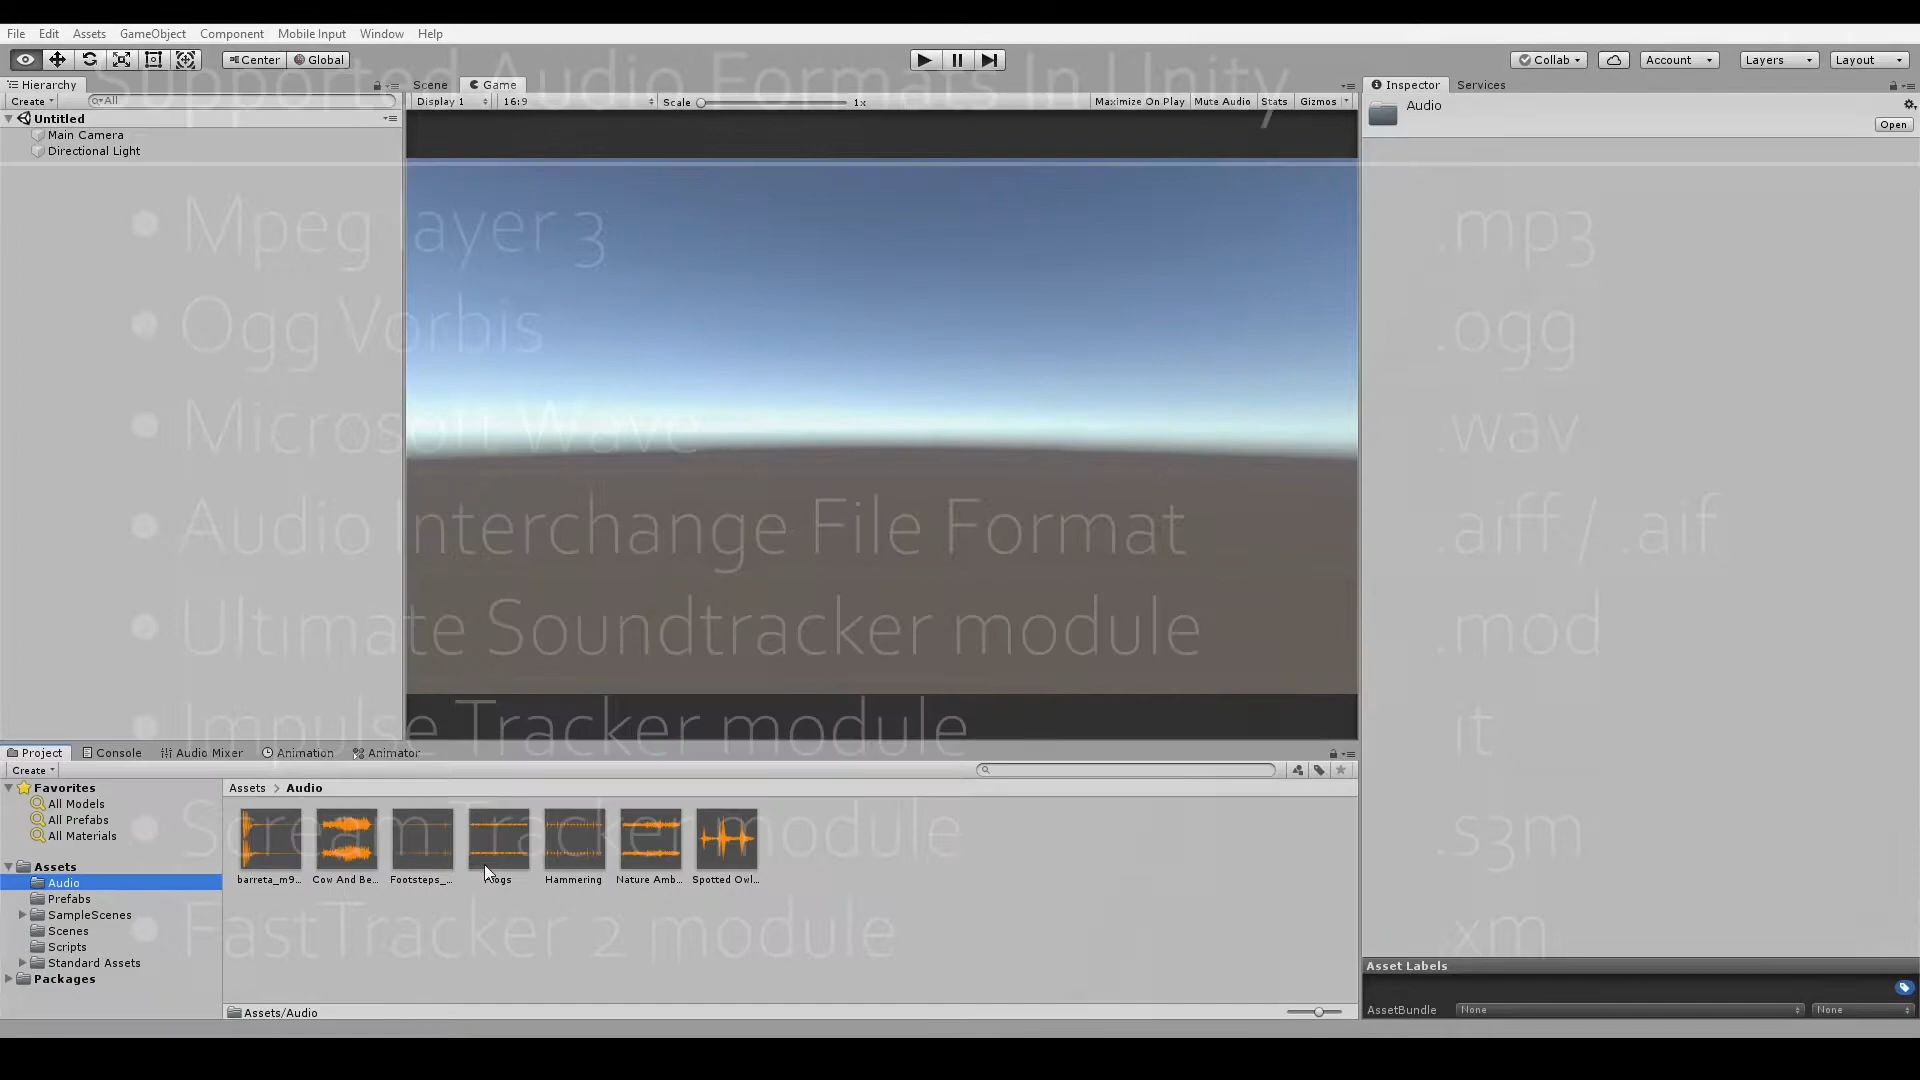 File Edit Assets GameObject Component Mobile Input Window Help
Supported Audio Formats In Unity
Center Global Collab Account Layers Layout
Hierarchy Scene Game Inspector Services
Create All Display 1 16:9 Scale 1x Maximize On Play Mute Audio Stats Gizmos Audio
Open
Untitled
Main Camera
Directional Light
• Mpeg layer 3 .mp3
• Ogg Vorbis .ogg
• Microsoft Wave .wav
• Audio Interchange File Format .aiff / .aif
• Ultimate Soundtracker module .mod
• Impulse Tracker module it
• Scream Tracker module .s3m
• FastTracker 2 module xm
Project Console Audio Mixer Animation Animator
Create
Favorites Assets > Audio
All Models
All Prefabs
All Materials
Assets
Audio barreta_m9... Cow And Be... Footsteps_... Hammering Nature Amb... Spotted Owl...
Prefabs
SampleScenes
Scenes
Scripts
Standard Assets
Packages
Asset Labels
Assets/Audio
AssetBundle None None